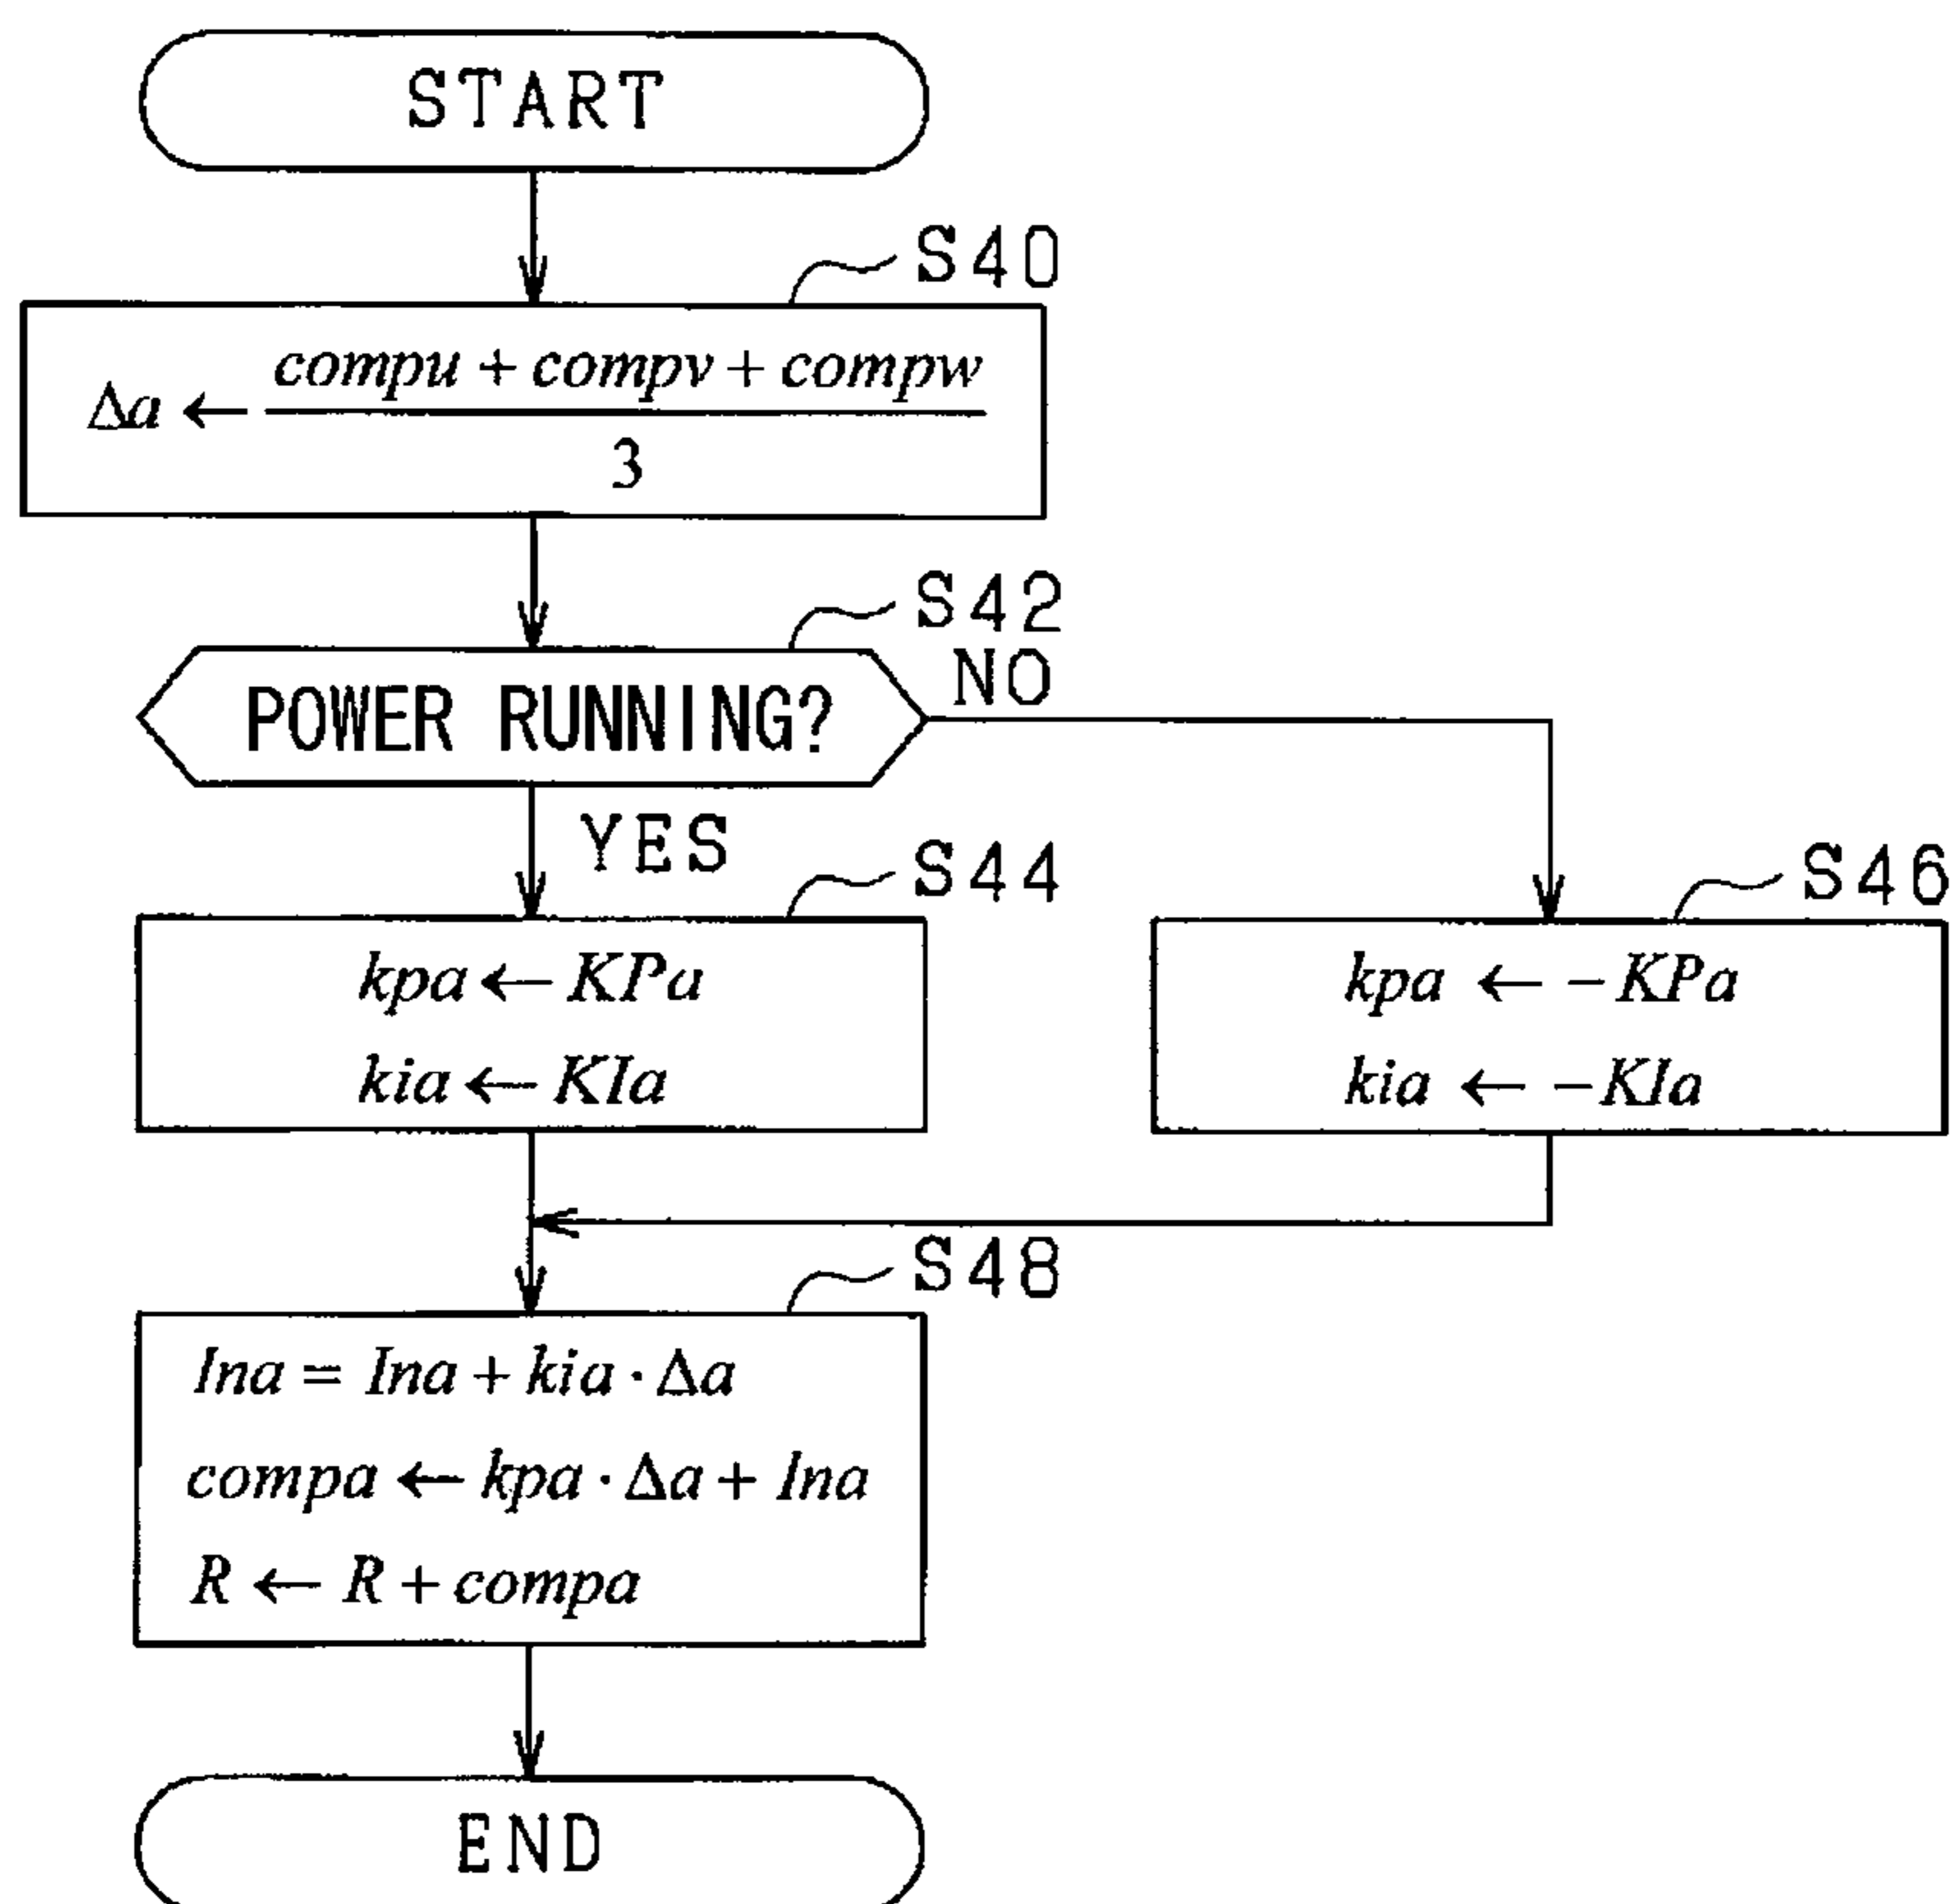 START
S40
Δa ← compu + compv + compw
3
S42
POWER RUNNING?
NO
YES
S44
kpa ← KPa
kia ← KIa
S46
kpa ← −KPa
kia ← −KIa
S48
Ina = Ina + kia · Δa
compa ← kpa · Δa + Ina
R ← R + compa
END